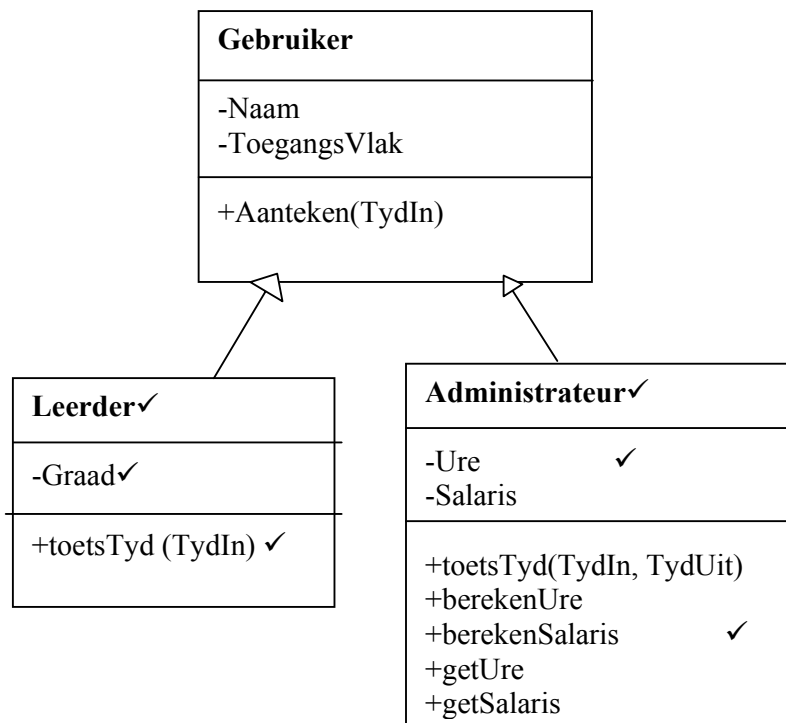 Gebruiker
-Naam
-ToegangsVlak
+Aanteken(TydIn)
Leerder✓
-Graad✓
+toetsTyd (TydIn) ✓
Administrateur✓
-Ure ✓
-Salaris
+toetsTyd(TydIn, TydUit)
+berekenUre
+berekenSalaris ✓
+getUre
+getSalaris